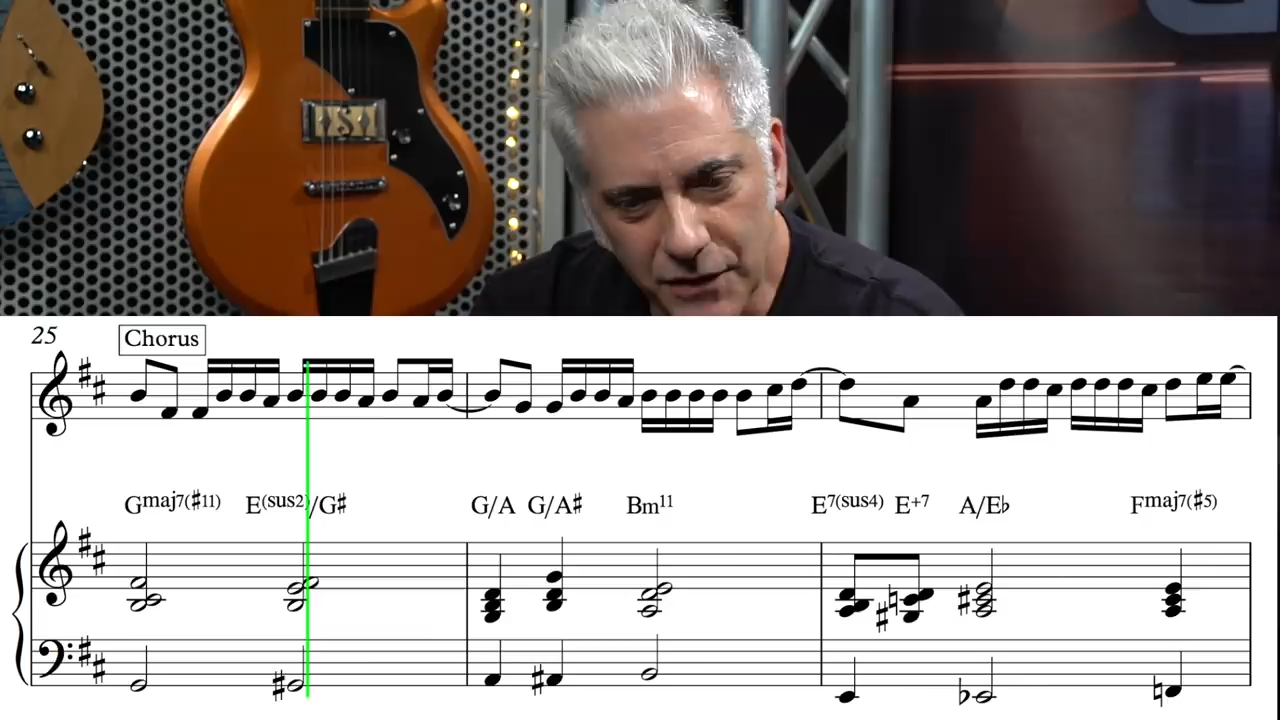 25 Chorus
Gmaj7(♯11) E(sus2)/G♯ G/A G/A♯ Bm11 E7(sus4) E+7 A/E♭ Fmaj7(♯5)